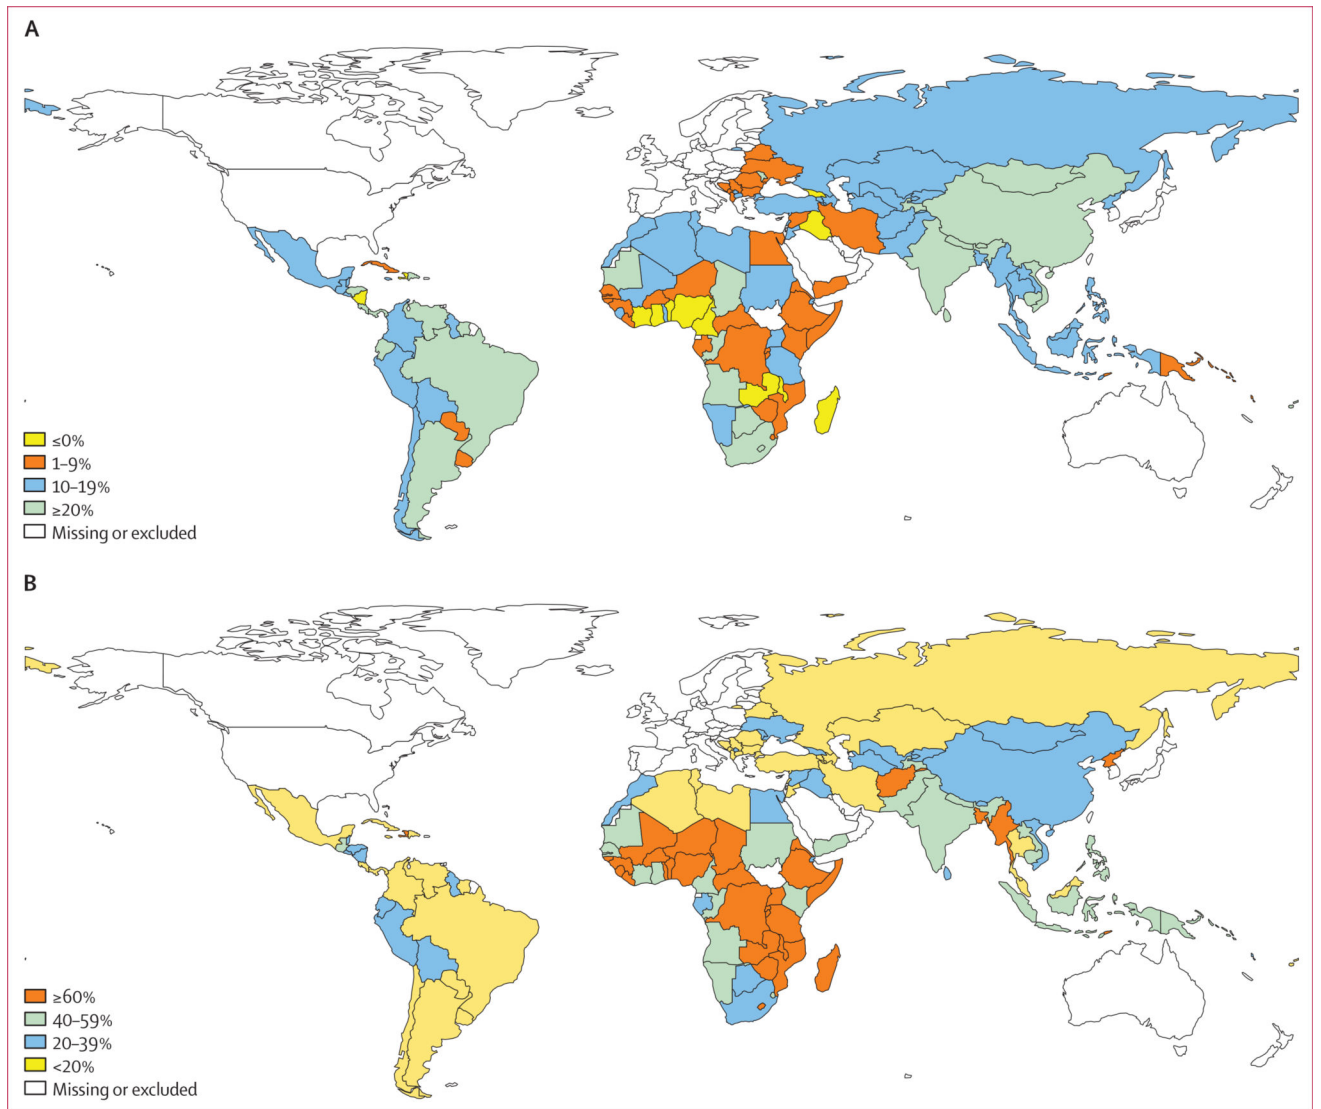 A
≤0%
1–9%
10–19%
≥20%
Missing or excluded
B
≥60%
40–59%
20–39%
<20%
Missing or excluded